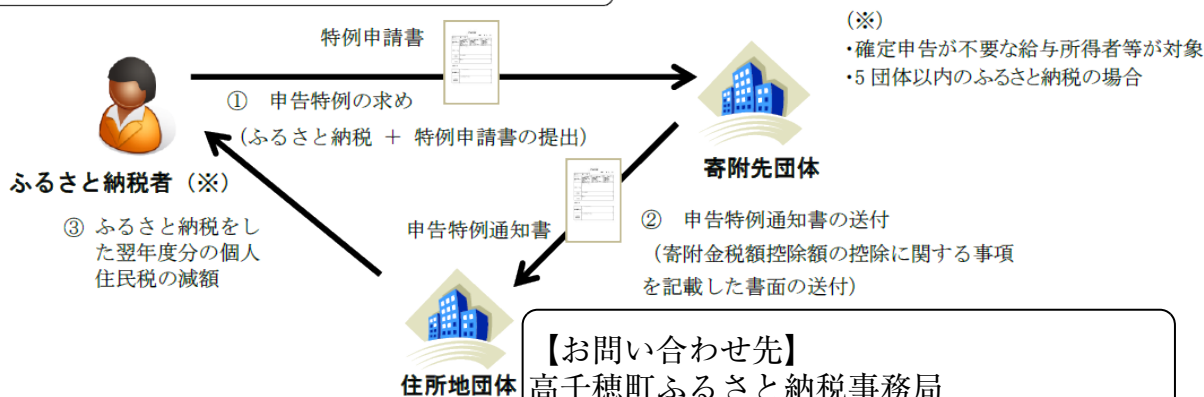 特例申請書
① 申告特例の求め
(ふるさと納税 + 特例申請書の提出)
(※)
・確定申告が不要な給与所得者等が対象
・5団体以内のふるさと納税の場合
寄附先団体
ふるさと納税者(※)
③ ふるさと納税をし
た翌年度分の個人
住民税の減額
申告特例通知書
② 申告特例通知書の送付
(寄附金税額控除額の控除に関する事項
を記載した書面の送付)
住所地団体
【お問い合わせ先】
高千穂町ふるさと納税事務局